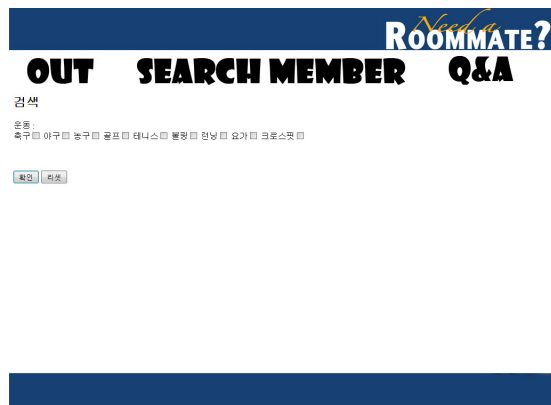 Need a
ROOMMATE?
OUT SEARCH MEMBER Q&A
검색
운동 :
축구 야구 농구 골프 테니스 볼링 런닝 요가 크로스핏
확인 리셋